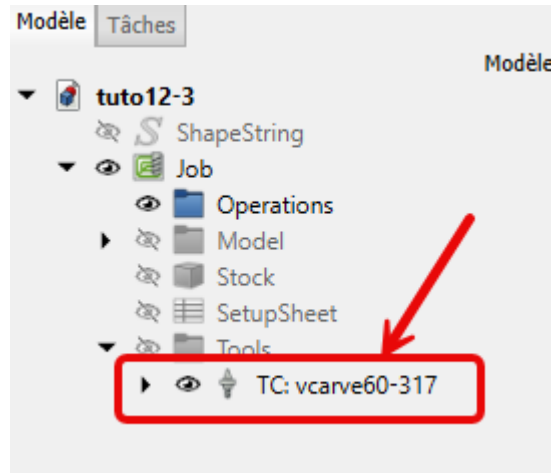 Modèle Tâches
Modèle
tuto12-3
ShapeString
Job
Operations
Model
Stock
SetupSheet
Tools
TC: vcarve60-317